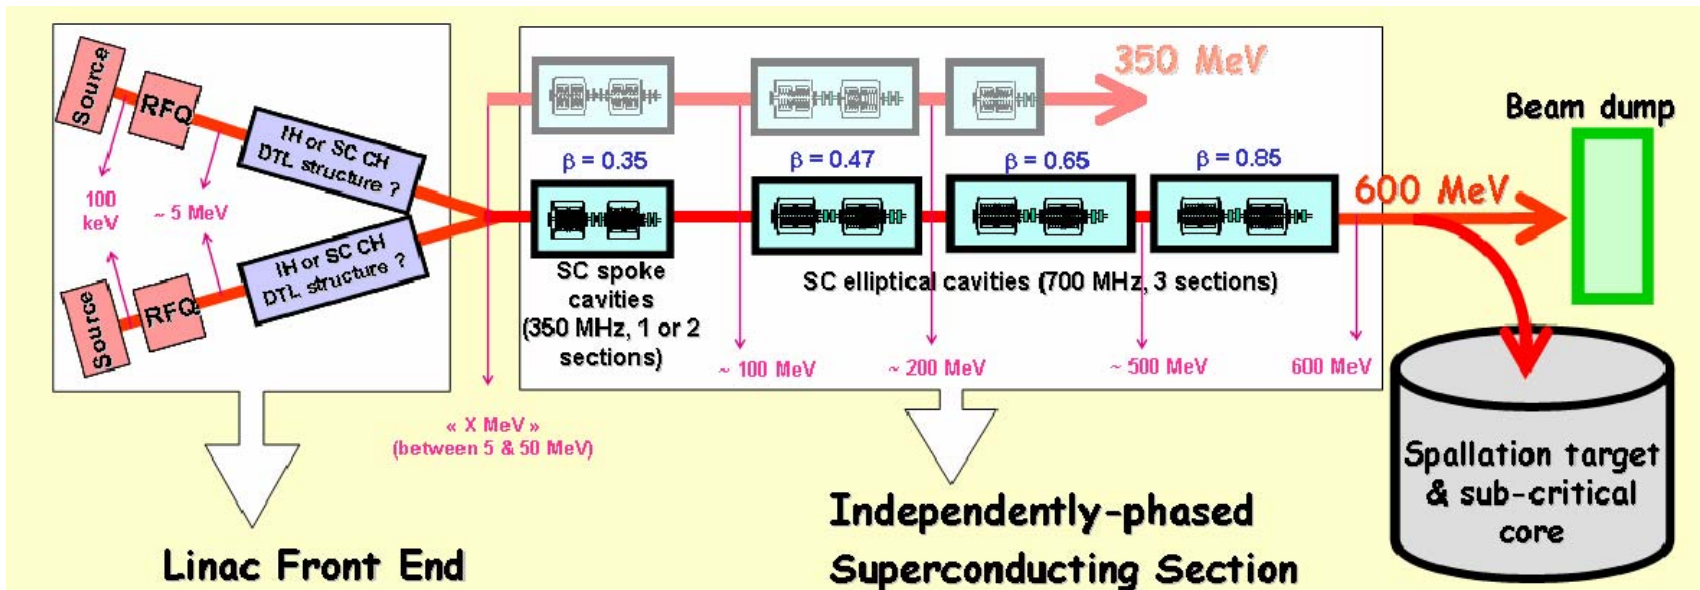 Source
RFQ
IH or SC CH
DTL structure ?
100
keV
~ 5 MeV
IH or SC CH
DTL structure ?
RFQ
Source
Linac Front End
350 MeV
β = 0.35
β = 0.47
β = 0.65
β = 0.85
600 MeV
Beam dump
SC spoke
cavities
(350 MHz, 1 or 2
sections)
SC elliptical cavities (700 MHz, 3 sections)
~ 100 MeV
~ 200 MeV
~ 500 MeV
600 MeV
« X MeV »
(between 5 & 50 MeV)
Independently-phased
Superconducting Section
Spallation target
& sub-critical
core